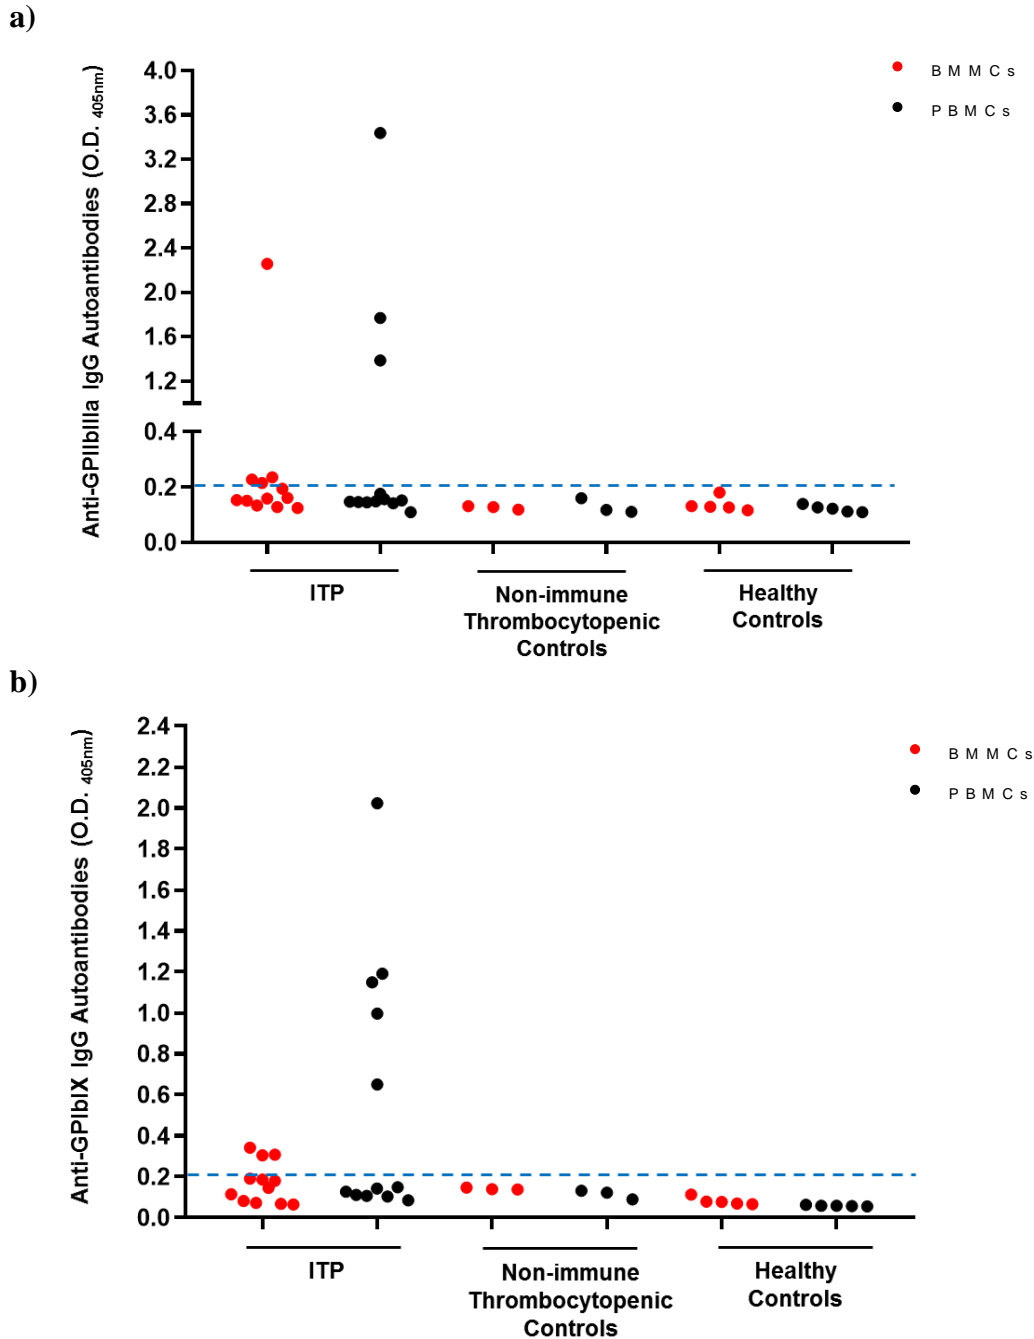 a)
Anti-GPIIbIIIa IgG Autoantibodies (O.D. 405nm)
4.0
3.6
3.2
2.8
2.4
2.0
1.6
1.2
0.4
0.2
0.0
BMMCs
PBMCs
ITP
Non-immune
Thrombocytopenic
Controls
Healthy
Controls
b)
Anti-GPIbIX IgG Autoantibodies (O.D. 405nm)
2.4
2.2
2.0
1.8
1.6
1.4
1.2
1.0
0.8
0.6
0.4
0.2
0.0
BMMCs
PBMCs
ITP
Non-immune
Thrombocytopenic
Controls
Healthy
Controls